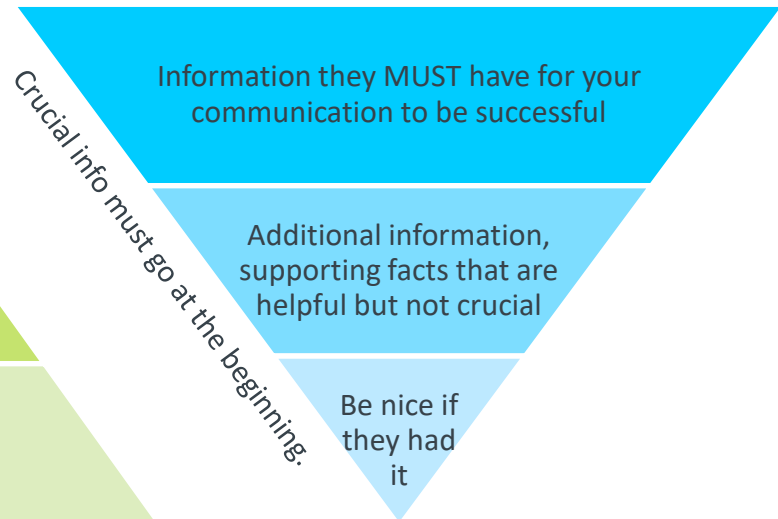 Information they MUST have for your
communication to be successful
Crucial info must go at the beginning.
Additional information,
supporting facts that are
helpful but not crucial
Be nice if
they had
it